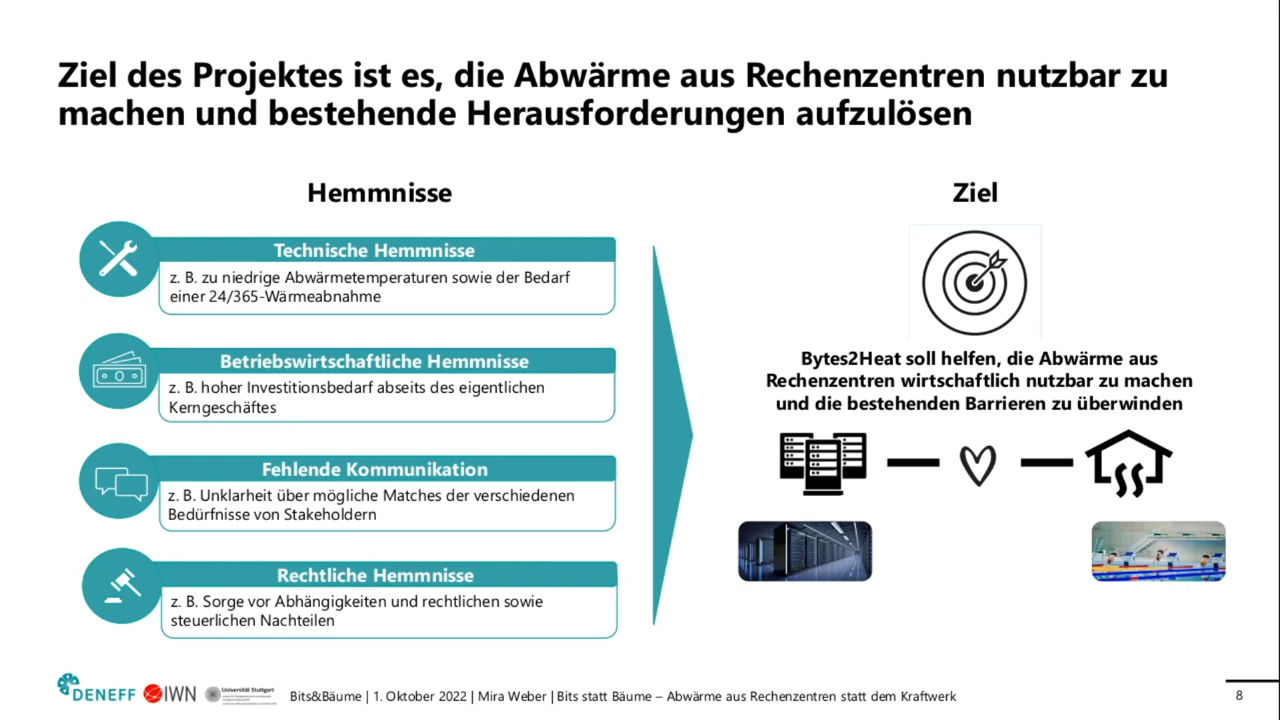 Ziel des Projektes ist es, die Abwärme aus Rechenzentren nutzbar zu
machen und bestehende Herausforderungen aufzulösen
Hemmnisse
Technische Hemmnisse
z. B. zu niedrige Abwärmetemperaturen sowie der Bedarf
einer 24/365-Wärmeabnahme
Betriebswirtschaftliche Hemmnisse
z. B. hoher Investitionsbedarf abseits des eigentlichen
Kerngeschäftes
Fehlende Kommunikation
z. B. Unklarheit über mögliche Matches der verschiedenen
Bedürfnisse von Stakeholdern
Rechtliche Hemmnisse
z. B. Sorge vor Abhängigkeiten und rechtlichen sowie
steuerlichen Nachteilen
Ziel
Bytes2Heat soll helfen, die Abwärme aus
Rechenzentren wirtschaftlich nutzbar zu machen
und die bestehenden Barrieren zu überwinden
DENEFF
IWN
Universität Stuttgart
Bits&Bäume | 1. Oktober 2022 | Mira Weber | Bits statt Bäume – Abwärme aus Rechenzentren statt dem Kraftwerk
8